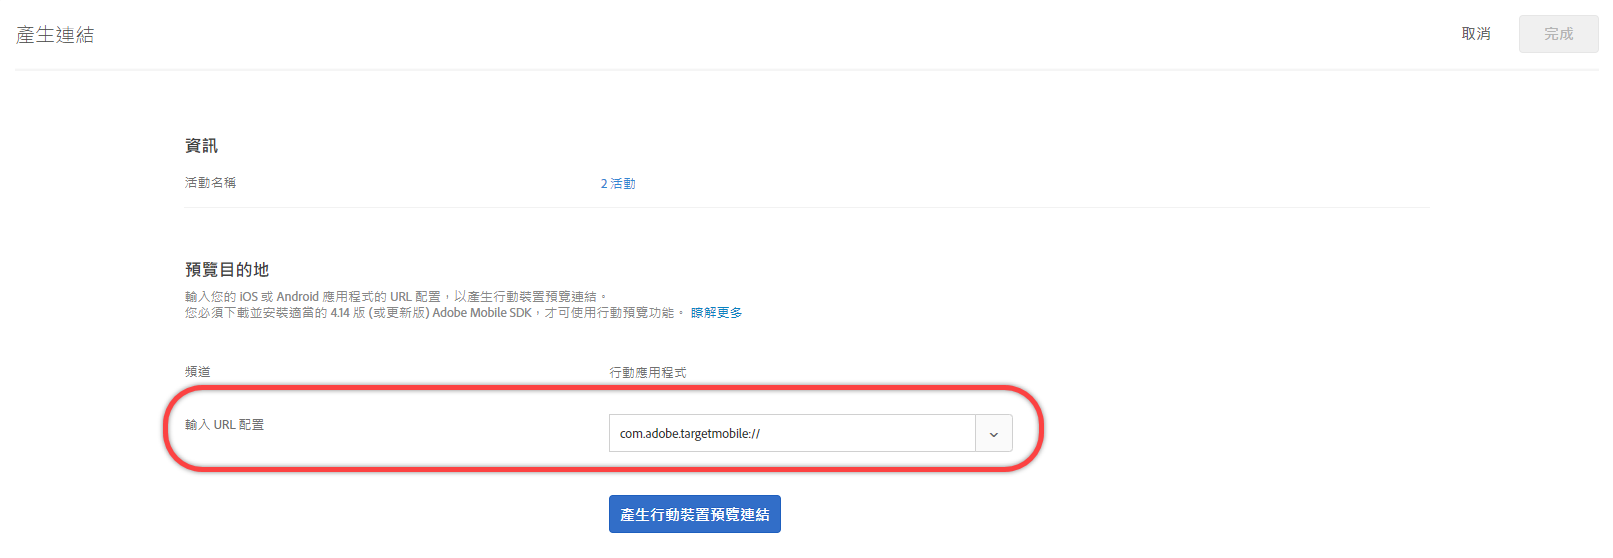 產生連結
取消
完成
資訊
活動名稱
2 活動
預覽目的地
輸入您的 iOS 或 Android 應用程式的 URL 配置，以產生行動裝置預覽連結。
您必須下載並安裝適當的 4.14 版 (或更新版) Adobe Mobile SDK，才可使用行動預覽功能。 瞭解更多
頻道
行動應用程式
輸入 URL 配置
com.adobe.targetmobile://
產生行動裝置預覽連結